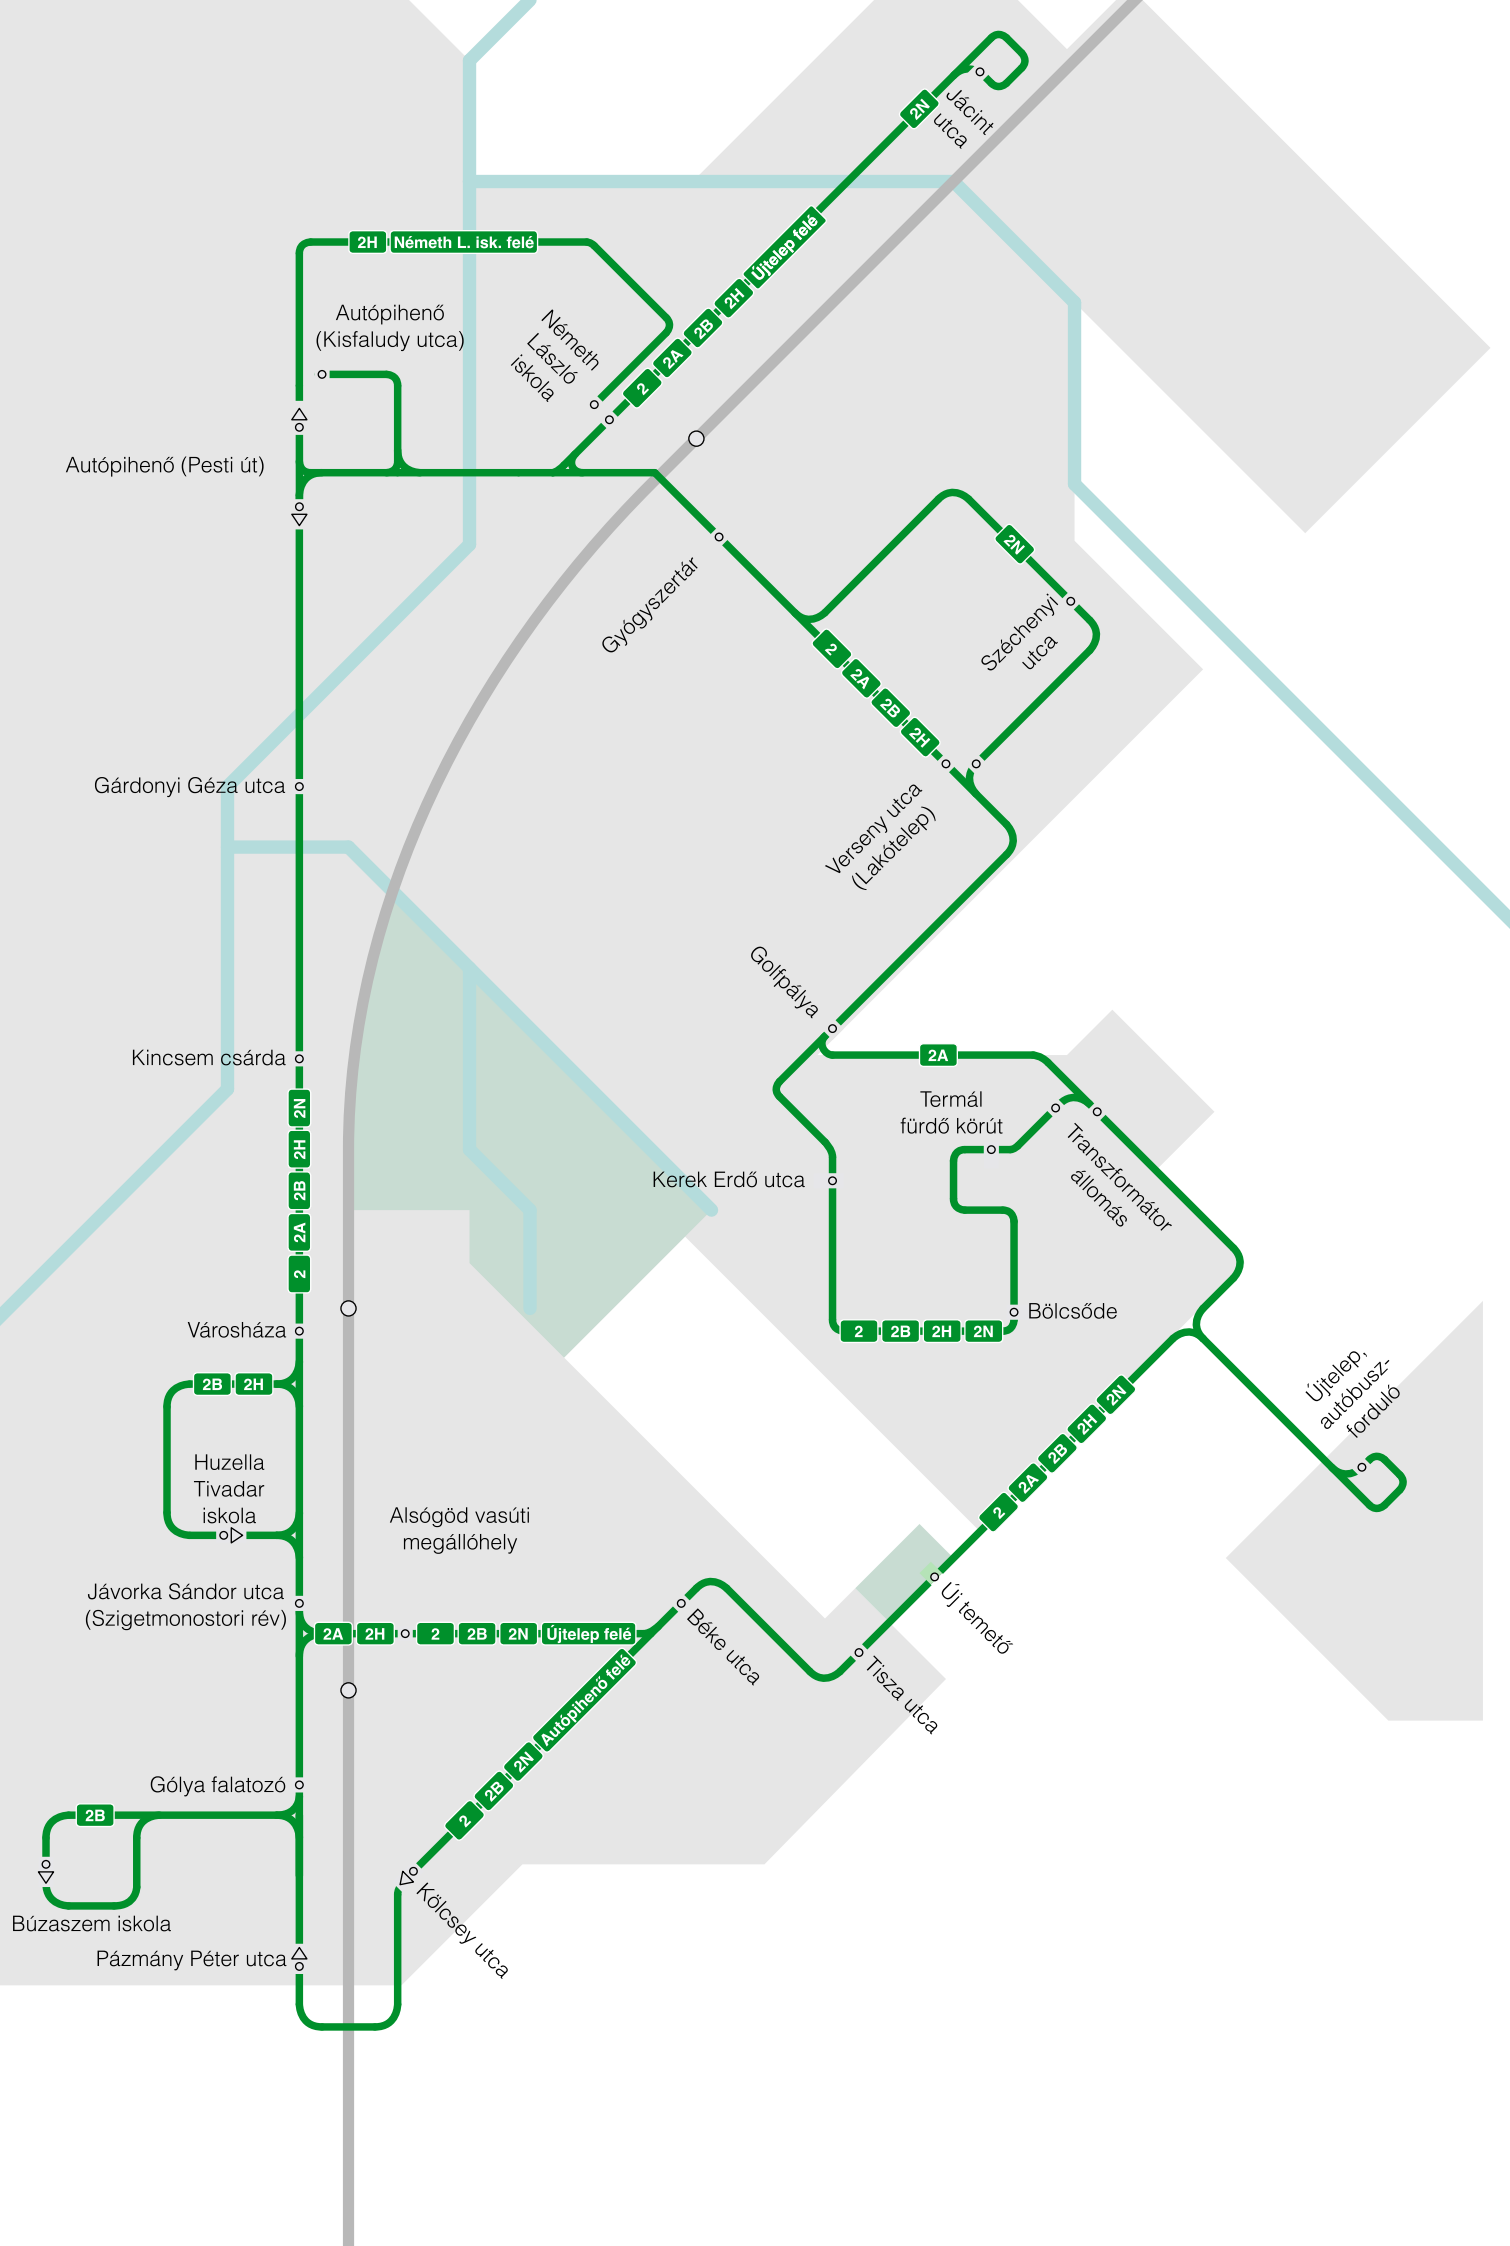 2N
Jácint
utca
2H
Németh L. isk. felé
2
2A
2B
2H
Újtelep felé
Autópihenő
(Kisfaludy utca)
Németh
László
iskola
Autópihenő (Pesti út)
Gyógyszertár
2N
Széchenyi
utca
2
2A
2B
2H
Gárdonyi Géza utca
Verseny utca
(Lakótelep)
Golfpálya
Kincsem csárda
2A
2N
2H
2B
2A
2
Termál
fürdő körút
Transzformátor
állomás
Kerek Erdő utca
Bölcsőde
2
2B
2H
2N
Városháza
2B
2H
Újtelep,
autóbusz-
forduló
2
2A
2B
2H
2N
Huzella
Tivadar
iskola
Alsógöd vasúti
megállóhely
Jávorka Sándor utca
(Szigetmonostori rév)
2A
2H
2
2B
2N
Újtelep felé
Béke utca
Új temető
Tisza utca
2
2B
2N
Autópihenő felé
Gólya falatozó
2B
Búzaszem iskola
Kölcsey utca
Pázmány Péter utca